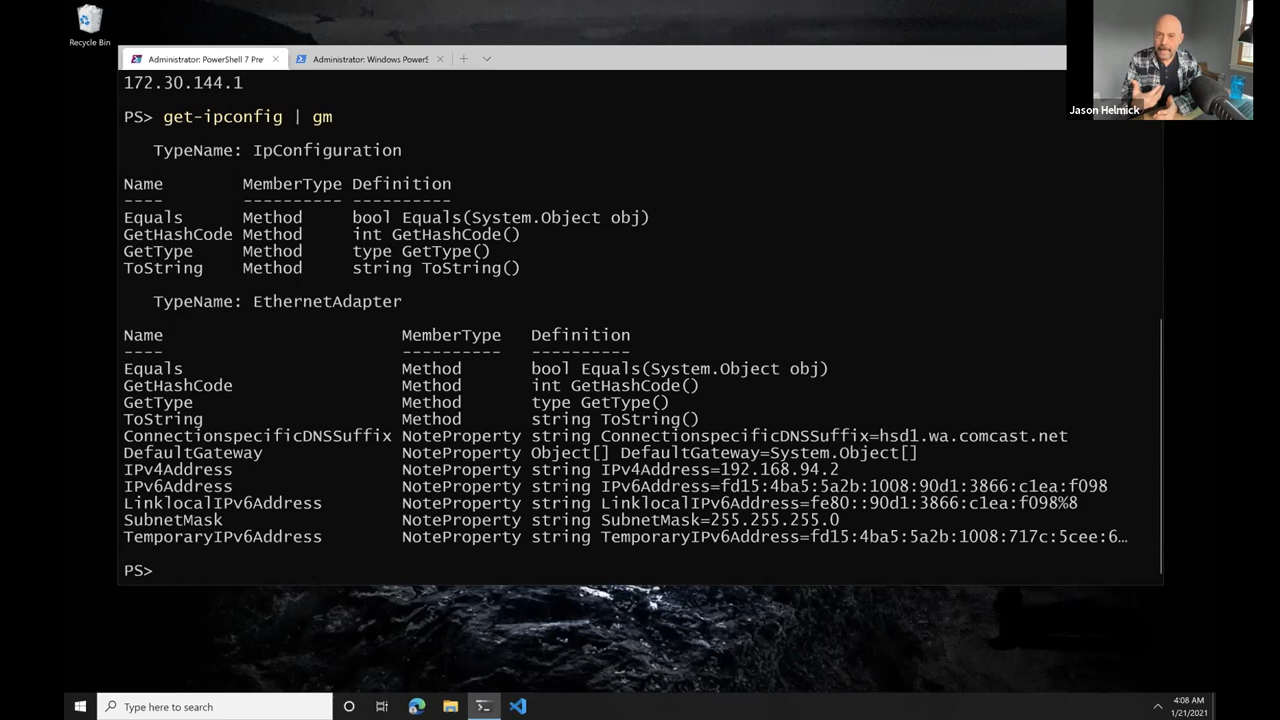 Recycle Bin
Administrator: PowerShell 7 Pre
Administrator: Windows PowerS
Jason Helmick
172.30.144.1
PS> get-ipconfig | gm
TypeName: IpConfiguration
Name MemberType Definition
---- ---------- ----------
Equals Method bool Equals(System.Object obj)
GetHashCode Method int GetHashCode()
GetType Method type GetType()
ToString Method string ToString()
TypeName: EthernetAdapter
Name MemberType Definition
---- ---------- ----------
Equals Method bool Equals(System.Object obj)
GetHashCode Method int GetHashCode()
GetType Method type GetType()
ToString Method string ToString()
ConnectionspecificDNSSuffix NoteProperty string ConnectionspecificDNSSuffix=hsd1.wa.comcast.net
DefaultGateway NoteProperty Object[] DefaultGateway=System.Object[]
IPv4Address NoteProperty string IPv4Address=192.168.94.2
IPv6Address NoteProperty string IPv6Address=fd15:4ba5:5a2b:1008:90d1:3866:c1ea:f098
LinklocalIPv6Address NoteProperty string LinklocalIPv6Address=fe80::90d1:3866:c1ea:f098%8
SubnetMask NoteProperty string SubnetMask=255.255.255.0
TemporaryIPv6Address NoteProperty string TemporaryIPv6Address=fd15:4ba5:5a2b:1008:717c:5cee:6…
PS>
Type here to search
4:08 AM
1/21/2021